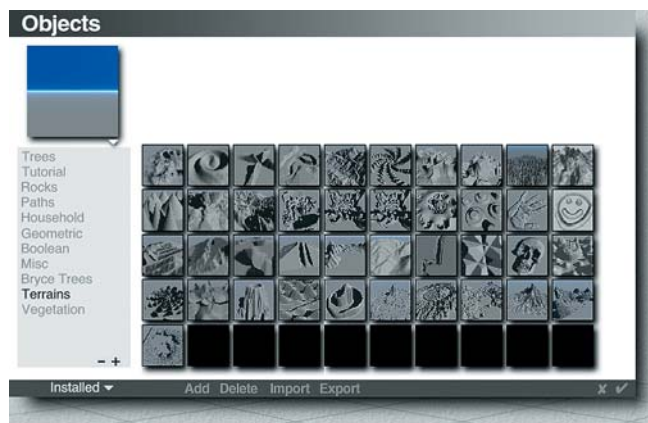 Objects
Trees
Tutorial
Rocks
Paths
Household
Geometric
Boolean
Misc
Bryce Trees
Terrains
Vegetation
- +
Installed Add Delete Import Export